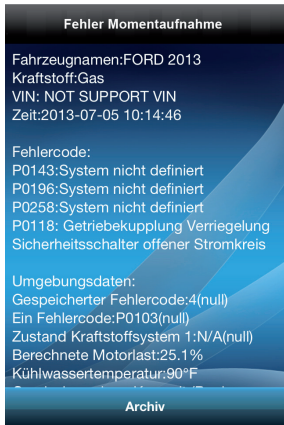 Fehler Momentaufnahme
Fahrzeugnamen:FORD 2013
Kraftstoff:Gas
VIN: NOT SUPPORT VIN
Zeit:2013-07-05 10:14:46
Fehlercode:
P0143:System nicht definiert
P0196:System nicht definiert
P0258:System nicht definiert
P0118: Getriebekupplung Verriegelung
Sicherheitsschalter offener Stromkreis
Umgebungsdaten:
Gespeicherter Fehlercode:4(null)
Ein Fehlercode:P0103(null)
Zustand Kraftstoffsystem 1:N/A(null)
Berechnete Motorlast:25.1%
Kühlwassertemperatur:90°F
Archiv